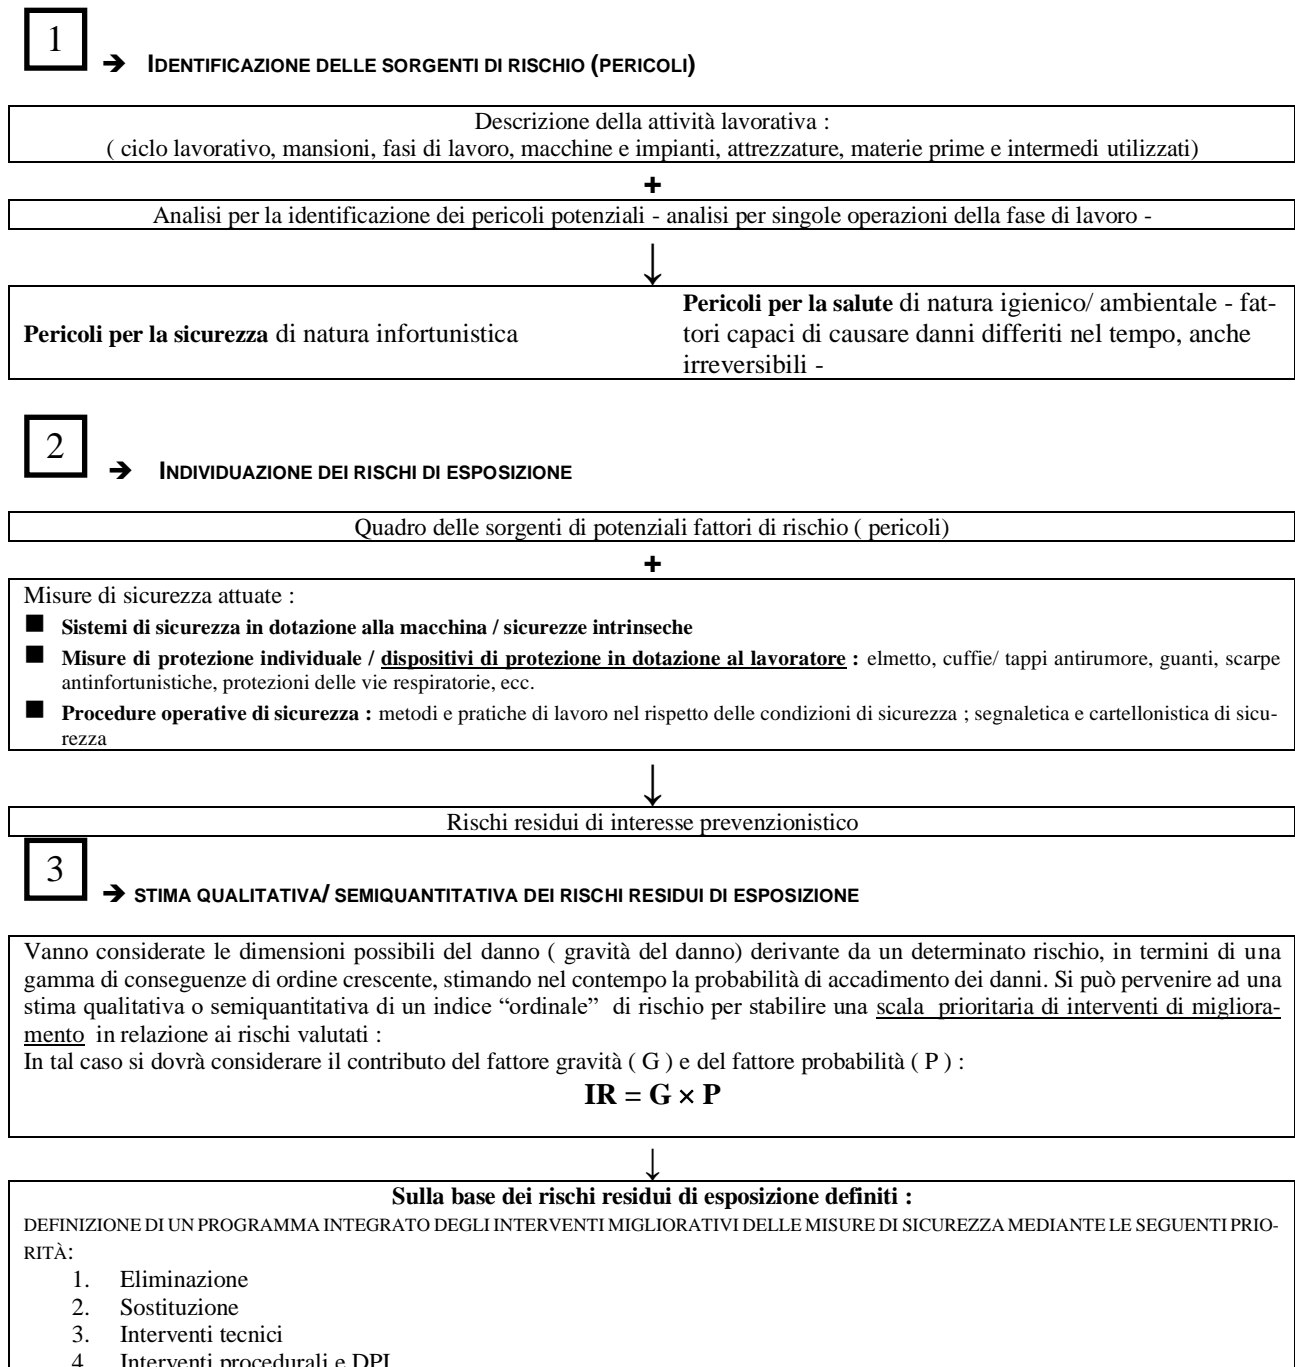 1
➔ IDENTIFICAZIONE DELLE SORGENTI DI RISCHIO (PERICOLI)
Descrizione della attività lavorativa :
( ciclo lavorativo, mansioni, fasi di lavoro, macchine e impianti, attrezzature, materie prime e intermedi utilizzati)
+
Analisi per la identificazione dei pericoli potenziali - analisi per singole operazioni della fase di lavoro -
↓
Pericoli per la sicurezza di natura infortunistica
Pericoli per la salute di natura igienico/ ambientale - fat-
tori capaci di causare danni differiti nel tempo, anche
irreversibili -
2
➔ INDIVIDUAZIONE DEI RISCHI DI ESPOSIZIONE
Quadro delle sorgenti di potenziali fattori di rischio ( pericoli)
+
Misure di sicurezza attuate :
■ Sistemi di sicurezza in dotazione alla macchina / sicurezze intrinseche
■ Misure di protezione individuale / dispositivi di protezione in dotazione al lavoratore : elmetto, cuffie/ tappi antirumore, guanti, scarpe
antinfortunistiche, protezioni delle vie respiratorie, ecc.
■ Procedure operative di sicurezza : metodi e pratiche di lavoro nel rispetto delle condizioni di sicurezza ; segnaletica e cartellonistica di sicu-
rezza
↓
Rischi residui di interesse prevenzionistico
3
➔ STIMA QUALITATIVA/ SEMIQUANTITATIVA DEI RISCHI RESIDUI DI ESPOSIZIONE
Vanno considerate le dimensioni possibili del danno ( gravità del danno) derivante da un determinato rischio, in termini di una
gamma di conseguenze di ordine crescente, stimando nel contempo la probabilità di accadimento dei danni. Si può pervenire ad una
stima qualitativa o semiquantitativa di un indice “ordinale” di rischio per stabilire una scala prioritaria di interventi di migliora-
mento in relazione ai rischi valutati :
In tal caso si dovrà considerare il contributo del fattore gravità ( G ) e del fattore probabilità ( P ) :
IR = G × P
↓
Sulla base dei rischi residui di esposizione definiti :
DEFINIZIONE DI UN PROGRAMMA INTEGRATO DEGLI INTERVENTI MIGLIORATIVI DELLE MISURE DI SICUREZZA MEDIANTE LE SEGUENTI PRIO-
RITÀ:
1. Eliminazione
2. Sostituzione
3. Interventi tecnici
4. Interventi procedurali e DPI